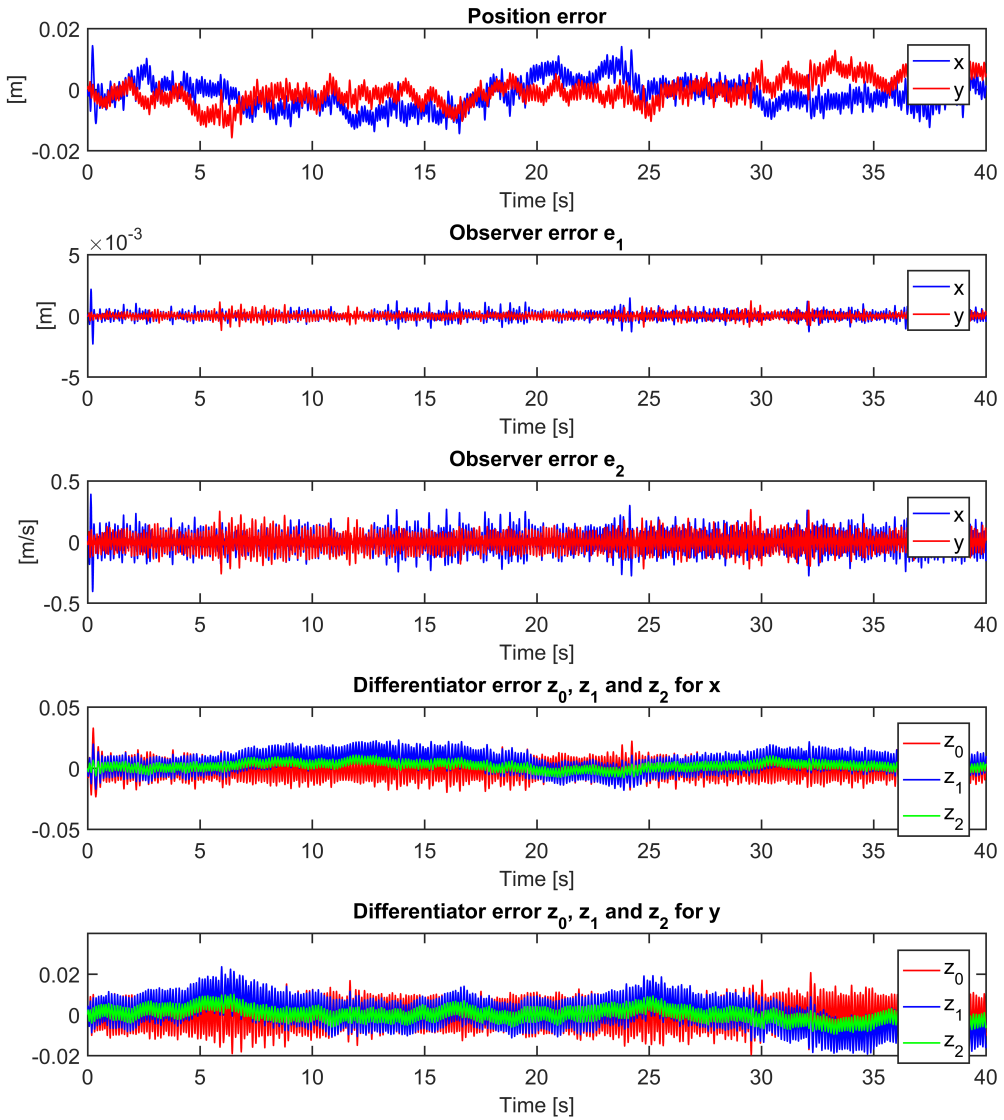 Position error
0.02
0
-0.02
[m]
x
y
0 5 10 15 20 25 30 35 40
Time [s]
Observer error e₁
×10⁻³
5
0
-5
[m]
x
y
0 5 10 15 20 25 30 35 40
Time [s]
Observer error e₂
0.5
0
-0.5
[m/s]
x
y
0 5 10 15 20 25 30 35 40
Time [s]
Differentiator error z₀, z₁ and z₂ for x
0.05
0
-0.05
z₀
z₁
z₂
0 5 10 15 20 25 30 35 40
Time [s]
Differentiator error z₀, z₁ and z₂ for y
0.02
0
-0.02
z₀
z₁
z₂
0 5 10 15 20 25 30 35 40
Time [s]